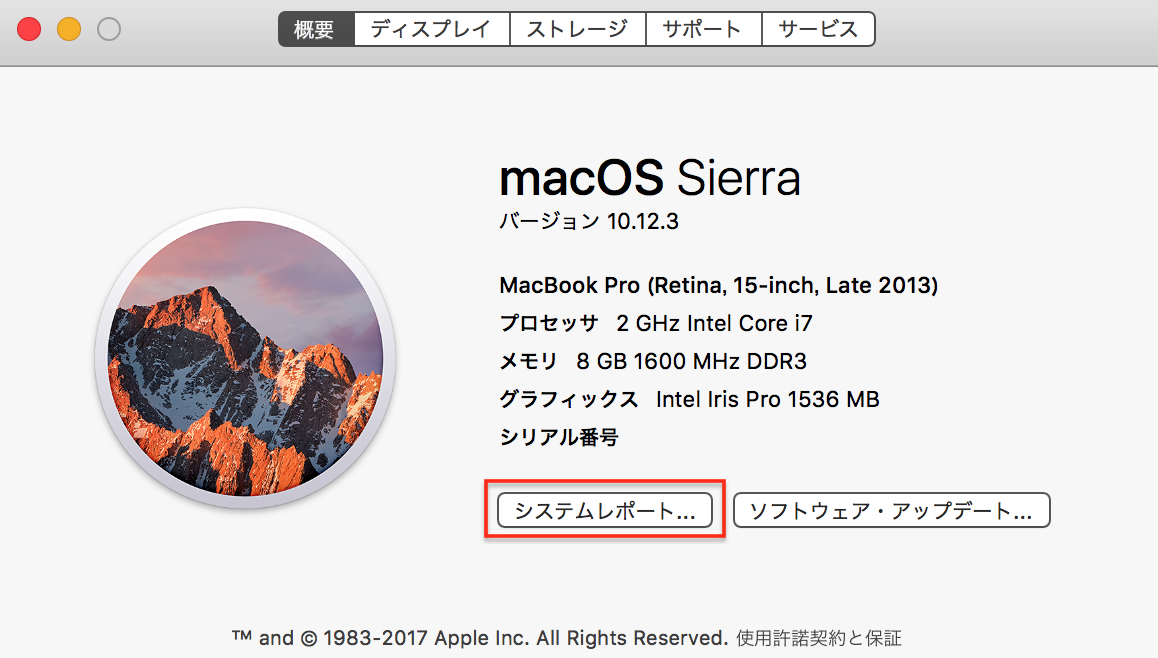 概要 ディスプレイ ストレージ サポート サービス
macOS Sierra
バージョン 10.12.3
MacBook Pro (Retina, 15-inch, Late 2013)
プロセッサ 2 GHz Intel Core i7
メモリ 8 GB 1600 MHz DDR3
グラフィックス Intel Iris Pro 1536 MB
シリアル番号
システムレポート... ソフトウェア・アップデート...
™ and © 1983-2017 Apple Inc. All Rights Reserved. 使用許諾契約と保証